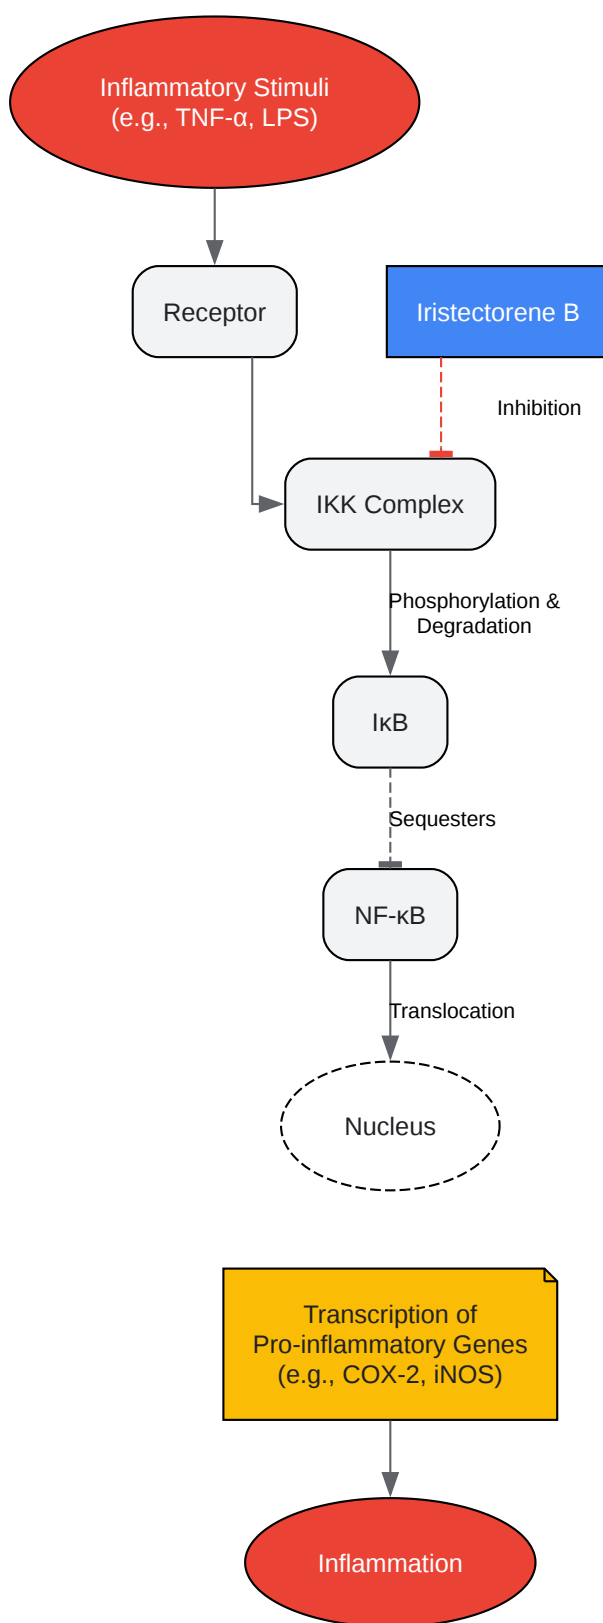 Inflammatory Stimuli
(e.g., TNF-α, LPS)
Receptor
Iristectorene B
Inhibition
IKK Complex
Phosphorylation &
Degradation
IκB
Sequesters
NF-κB
Translocation
Nucleus
Transcription of
Pro-inflammatory Genes
(e.g., COX-2, iNOS)
Inflammation